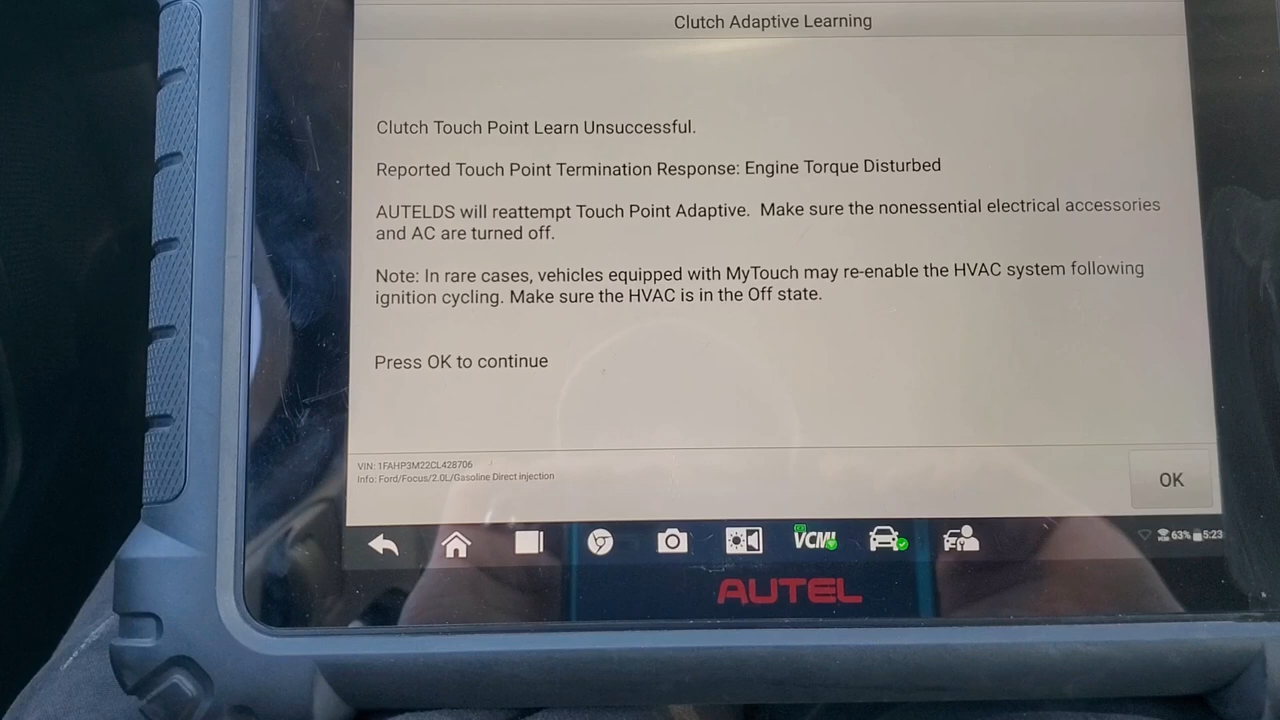 Clutch Adaptive Learning
Clutch Touch Point Learn Unsuccessful.
Reported Touch Point Termination Response: Engine Torque Disturbed
AUTELDS will reattempt Touch Point Adaptive.  Make sure the nonessential electrical accessories
and AC are turned off.
Note: In rare cases, vehicles equipped with MyTouch may re-enable the HVAC system following
ignition cycling. Make sure the HVAC is in the Off state.
Press OK to continue
VIN: 1FAHP3M22CL428706
Info: Ford/Focus/2.0L/Gasoline Direct injection
OK
VCMI
63% 5:23
AUTEL